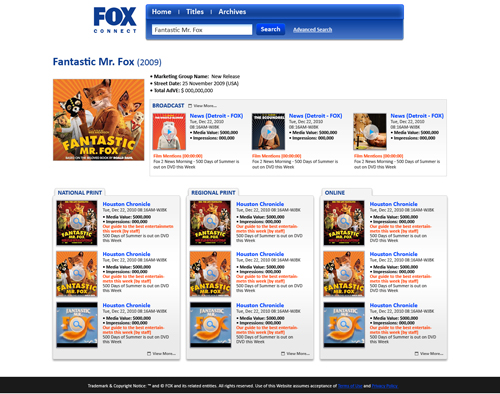 FOX
CONNECT
Home | Titles | Archives
Fantastic Mr. Fox Search Advanced Search
Fantastic Mr. Fox (2009)
• Marketing Group Name: New Release
• Street Date: 25 November 2009 (USA)
• Total AdVE: $ 000,000,000
FANTASTIC
MR. FOX
BASED ON THE BELOVED BOOK BY ROALD DAHL
BROADCAST View More...
News (Detroit - FOX)
Tue, Dec 22, 2010
08:16AM-WJBK
• Media Value: $000,000
• Impressions: 000,000
Film Mentions [00:00:00]
Fox 2 News Morning - 500 Days of Summer is
on DVD this Week
News (Detroit - FOX)
Tue, Dec 22, 2010
08:16AM-WJBK
• Media Value: $000,000
• Impressions: 000,000
Film Mentions [00:00:00]
Fox 2 News Morning - 500 Days of Summer is
on DVD this Week
News (Detroit - FOX)
Tue, Dec 22, 2010
08:16AM-WJBK
• Media Value: $000,000
• Impressions: 000,000
Film Mentions [00:00:00]
Fox 2 News Morning - 500 Days of Summer is
on DVD this Week
NATIONAL PRINT
Houston Chronicle
Tue, Dec 22, 2010 08:16AM-WJBK
• Media Value: $000,000
• Impressions: 000,000
Our guide to the best entertainmetn
this week [by staff]
500 Days of Summer is out on DVD
this Week
Houston Chronicle
Tue, Dec 22, 2010 08:16AM-WJBK
• Media Value: $000,000
• Impressions: 000,000
Our guide to the best entertain-
metn this week [by staff]
500 Days of Summer is out on DVD
this Week
Houston Chronicle
Tue, Dec 22, 2010 08:16AM-WJBK
• Media Value: $000,000
• Impressions: 000,000
Our guide to the best entertain-
metn this week [by staff]
500 Days of Summer is out on DVD
this Week
View More...
REGIONAL PRINT
Houston Chronicle
Tue, Dec 22, 2010 08:16AM-WJBK
• Media Value: $000,000
• Impressions: 000,000
Our guide to the best entertain-
metn this week [by staff]
500 Days of Summer is out on DVD
this Week
Houston Chronicle
Tue, Dec 22, 2010 08:16AM-WJBK
• Media Value: $000,000
• Impressions: 000,000
Our guide to the best entertain-
metn this week [by staff]
500 Days of Summer is out on DVD
this Week
Houston Chronicle
Tue, Dec 22, 2010 08:16AM-WJBK
• Media Value: $000,000
• Impressions: 000,000
Our guide to the best entertain-
metn this week [by staff]
500 Days of Summer is out on DVD
this Week
View More...
ONLINE
Houston Chronicle
Tue, Dec 22, 2010 08:16AM-WJBK
• Media Value: $000,000
• Impressions: 000,000
Our guide to the best entertain-
metn this week [by staff]
500 Days of Summer is out on DVD
this Week
Houston Chronicle
Tue, Dec 22, 2010 08:16AM-WJBK
• Media Value: $000,000
• Impressions: 000,000
Our guide to the best entertain-
metn this week [by staff]
500 Days of Summer is out on DVD
this Week
Houston Chronicle
Tue, Dec 22, 2010 08:16AM-WJBK
• Media Value: $000,000
• Impressions: 000,000
Our guide to the best entertain-
metn this week [by staff]
500 Days of Summer is out on DVD
this Week
View More...
Trademark & Copyright Notice: ™ and © FOX and its related entities. All rights reserved. Use of this Website assumes acceptance of Terms of Use and Privacy Policy.